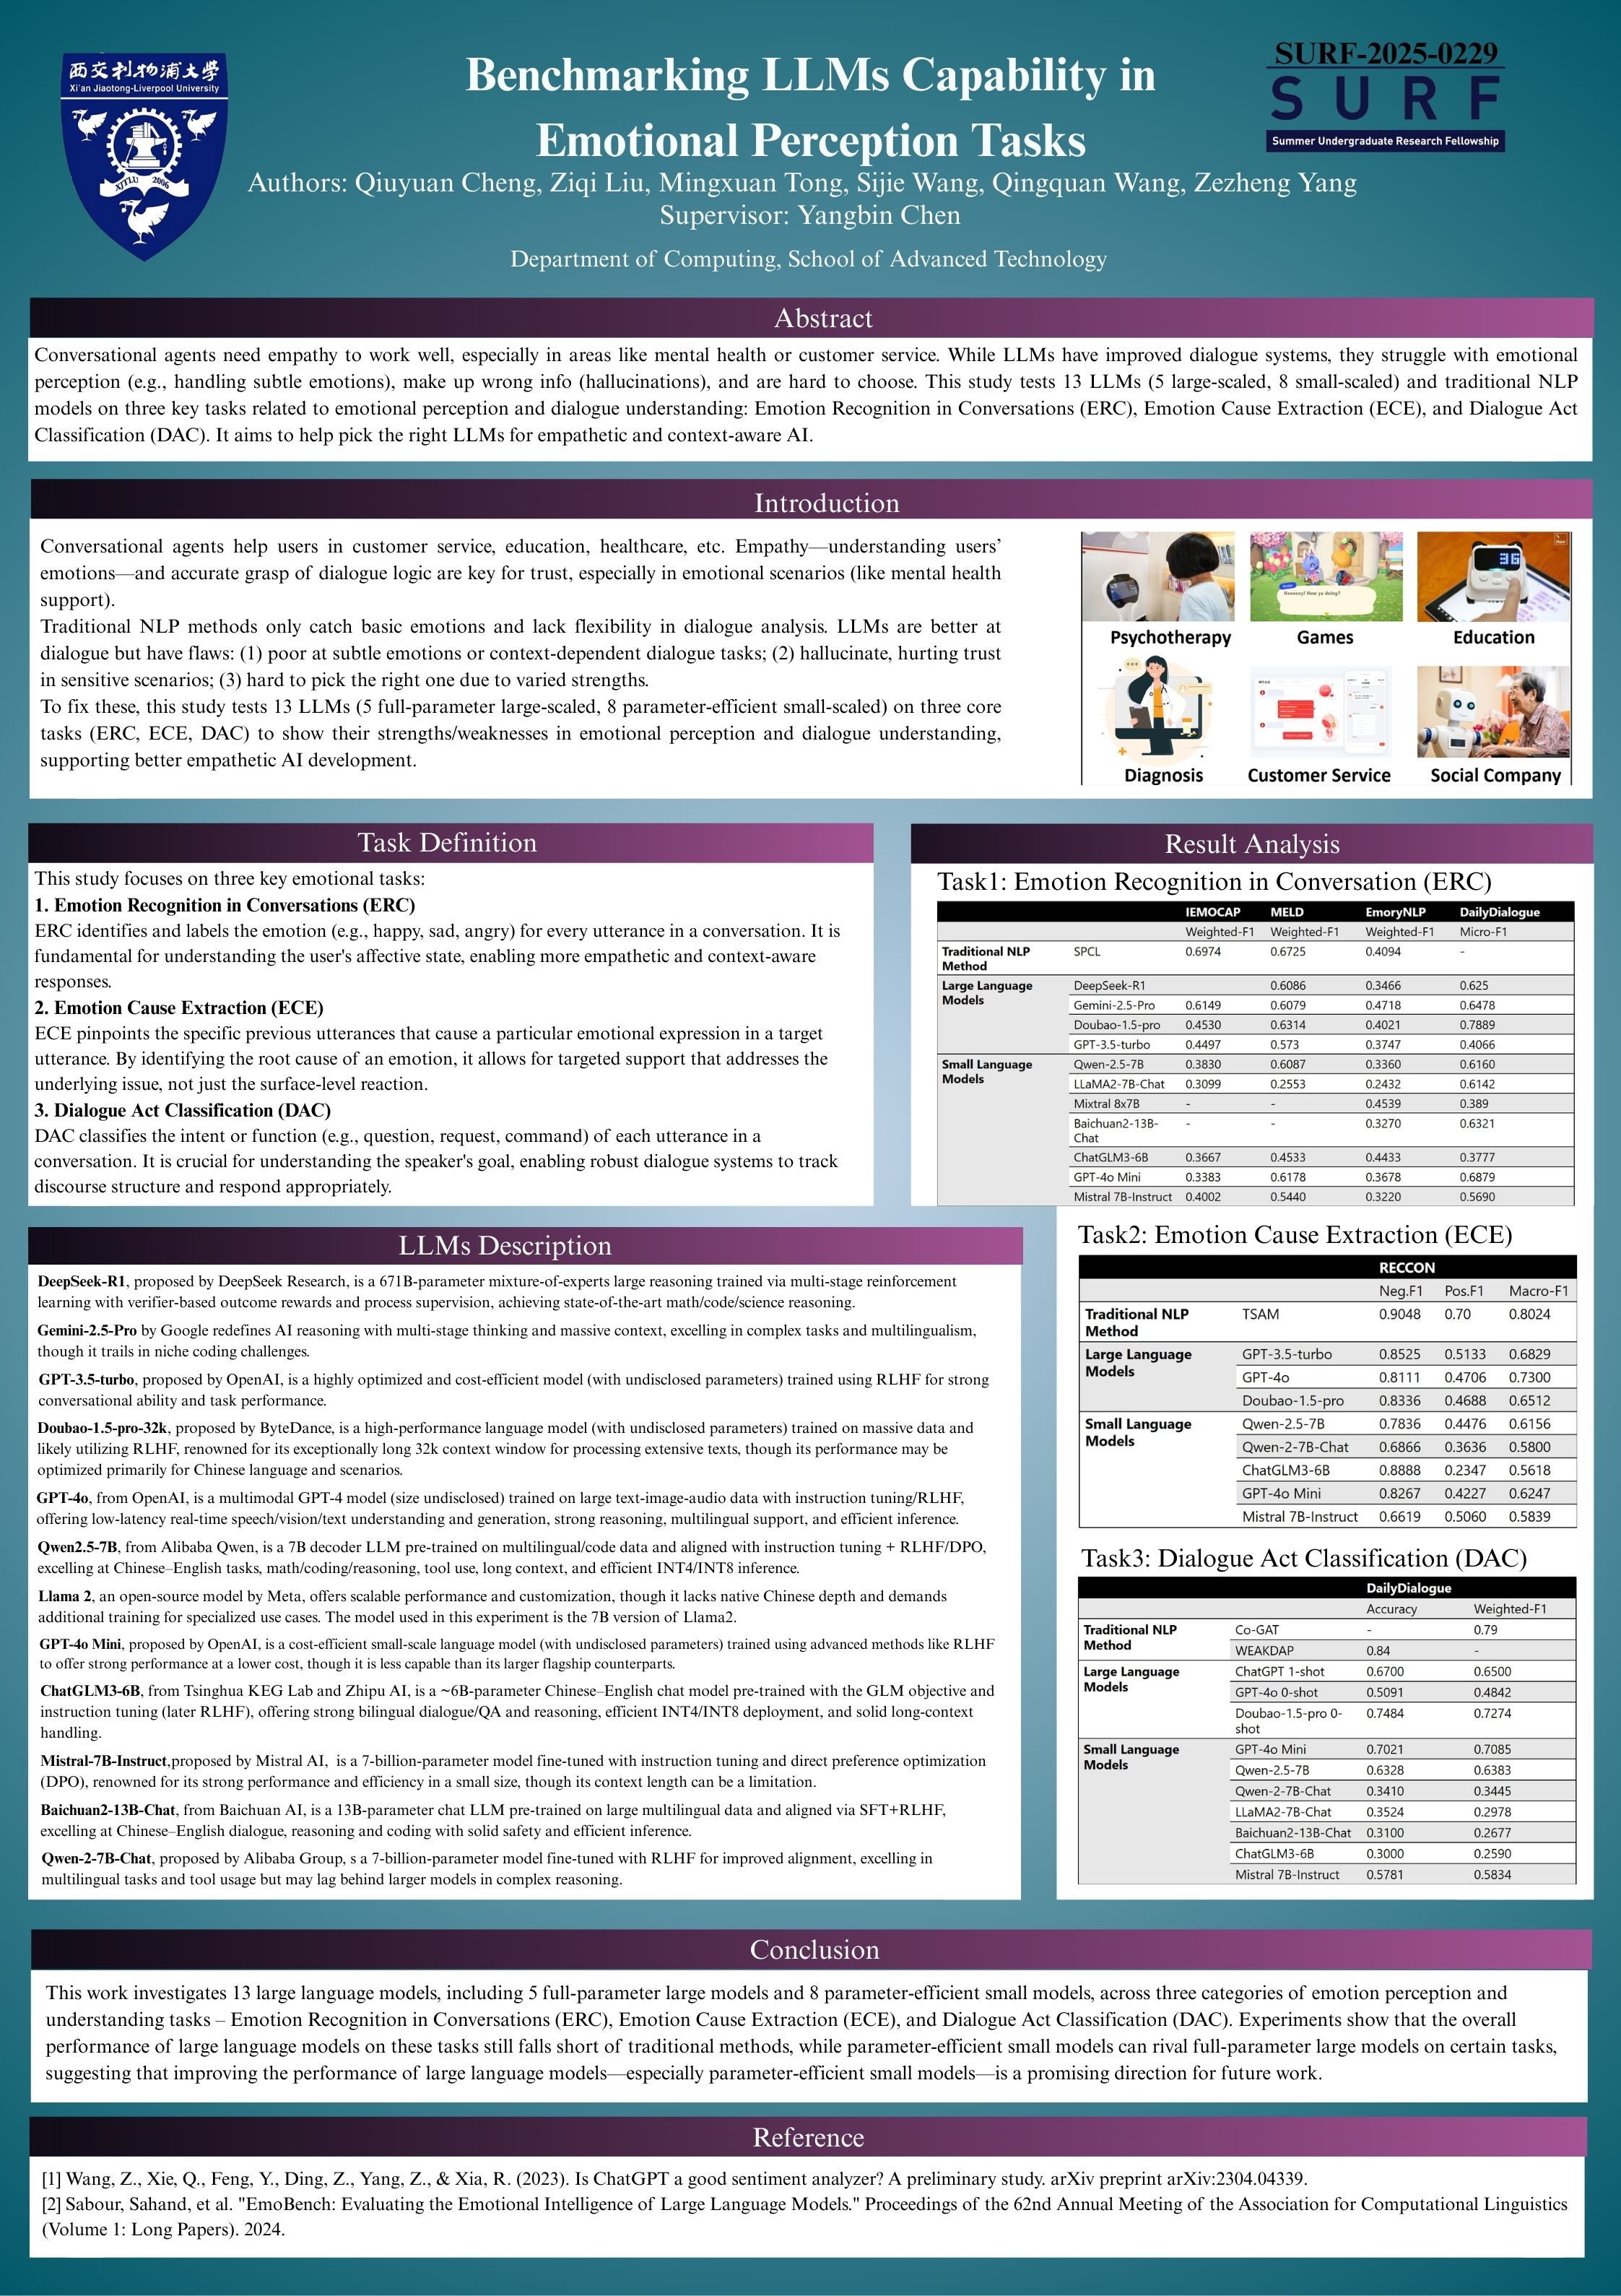 西交利物浦大学
Xi'an Jiaotong-Liverpool University
XJTLU 2006
Benchmarking LLMs Capability in
Emotional Perception Tasks
SURF-2025-0229
SURF
Summer Undergraduate Research Fellowship
Authors: Qiuyuan Cheng, Ziqi Liu, Mingxuan Tong, Sijie Wang, Qingquan Wang, Zezheng Yang
Supervisor: Yangbin Chen
Department of Computing, School of Advanced Technology
Abstract
Conversational agents need empathy to work well, especially in areas like mental health or customer service. While LLMs have improved dialogue systems, they struggle with emotional
perception (e.g., handling subtle emotions), make up wrong info (hallucinations), and are hard to choose. This study tests 13 LLMs (5 large-scaled, 8 small-scaled) and traditional NLP
models on three key tasks related to emotional perception and dialogue understanding: Emotion Recognition in Conversations (ERC), Emotion Cause Extraction (ECE), and Dialogue Act
Classification (DAC). It aims to help pick the right LLMs for empathetic and context-aware AI.
Introduction
Conversational agents help users in customer service, education, healthcare, etc. Empathy—understanding users’
emotions—and accurate grasp of dialogue logic are key for trust, especially in emotional scenarios (like mental health
support).
Traditional NLP methods only catch basic emotions and lack flexibility in dialogue analysis. LLMs are better at
dialogue but have flaws: (1) poor at subtle emotions or context-dependent dialogue tasks; (2) hallucinate, hurting trust
in sensitive scenarios; (3) hard to pick the right one due to varied strengths.
To fix these, this study tests 13 LLMs (5 full-parameter large-scaled, 8 parameter-efficient small-scaled) on three core
tasks (ERC, ECE, DAC) to show their strengths/weaknesses in emotional perception and dialogue understanding,
supporting better empathetic AI development.
36
Psychotherapy Games Education
Diagnosis Customer Service Social Company
Task Definition
This study focuses on three key emotional tasks:
1. Emotion Recognition in Conversations (ERC)
ERC identifies and labels the emotion (e.g., happy, sad, angry) for every utterance in a conversation. It is
fundamental for understanding the user's affective state, enabling more empathetic and context-aware
responses.
2. Emotion Cause Extraction (ECE)
ECE pinpoints the specific previous utterances that cause a particular emotional expression in a target
utterance. By identifying the root cause of an emotion, it allows for targeted support that addresses the
underlying issue, not just the surface-level reaction.
3. Dialogue Act Classification (DAC)
DAC classifies the intent or function (e.g., question, request, command) of each utterance in a
conversation. It is crucial for understanding the speaker's goal, enabling robust dialogue systems to track
discourse structure and respond appropriately.
LLMs Description
DeepSeek-R1, proposed by DeepSeek Research, is a 671B-parameter mixture-of-experts large reasoning trained via multi-stage reinforcement
learning with verifier-based outcome rewards and process supervision, achieving state-of-the-art math/code/science reasoning.
Gemini-2.5-Pro by Google redefines AI reasoning with multi-stage thinking and massive context, excelling in complex tasks and multilingualism,
though it trails in niche coding challenges.
GPT-3.5-turbo, proposed by OpenAI, is a highly optimized and cost-efficient model (with undisclosed parameters) trained using RLHF for strong
conversational ability and task performance.
Doubao-1.5-pro-32k, proposed by ByteDance, is a high-performance language model (with undisclosed parameters) trained on massive data and
likely utilizing RLHF, renowned for its exceptionally long 32k context window for processing extensive texts, though its performance may be
optimized primarily for Chinese language and scenarios.
GPT-4o, from OpenAI, is a multimodal GPT-4 model (size undisclosed) trained on large text-image-audio data with instruction tuning/RLHF,
offering low-latency real-time speech/vision/text understanding and generation, strong reasoning, multilingual support, and efficient inference.
Qwen2.5-7B, from Alibaba Qwen, is a 7B decoder LLM pre-trained on multilingual/code data and aligned with instruction tuning + RLHF/DPO,
excelling at Chinese–English tasks, math/coding/reasoning, tool use, long context, and efficient INT4/INT8 inference.
Llama 2, an open-source model by Meta, offers scalable performance and customization, though it lacks native Chinese depth and demands
additional training for specialized use cases. The model used in this experiment is the 7B version of Llama2.
GPT-4o Mini, proposed by OpenAI, is a cost-efficient small-scale language model (with undisclosed parameters) trained using advanced methods like RLHF
to offer strong performance at a lower cost, though it is less capable than its larger flagship counterparts.
ChatGLM3-6B, from Tsinghua KEG Lab and Zhipu AI, is a ~6B-parameter Chinese–English chat model pre-trained with the GLM objective and
instruction tuning (later RLHF), offering strong bilingual dialogue/QA and reasoning, efficient INT4/INT8 deployment, and solid long-context
handling.
Mistral-7B-Instruct,proposed by Mistral AI, is a 7-billion-parameter model fine-tuned with instruction tuning and direct preference optimization
(DPO), renowned for its strong performance and efficiency in a small size, though its context length can be a limitation.
Baichuan2-13B-Chat, from Baichuan AI, is a 13B-parameter chat LLM pre-trained on large multilingual data and aligned via SFT+RLHF,
excelling at Chinese–English dialogue, reasoning and coding with solid safety and efficient inference.
Qwen-2-7B-Chat, proposed by Alibaba Group, s a 7-billion-parameter model fine-tuned with RLHF for improved alignment, excelling in
multilingual tasks and tool usage but may lag behind larger models in complex reasoning.
Result Analysis
Task1: Emotion Recognition in Conversation (ERC)
IEMOCAP MELD EmoryNLP DailyDialogue
Weighted-F1 Weighted-F1 Weighted-F1 Micro-F1
Traditional NLP Method SPCL 0.6974 0.6725 0.4094 -
Large Language Models DeepSeek-R1 0.6086 0.3466 0.625
Gemini-2.5-Pro 0.6149 0.6079 0.4718 0.6478
Doubao-1.5-pro 0.4530 0.6314 0.4021 0.7889
GPT-3.5-turbo 0.4497 0.573 0.3747 0.4066
Small Language Models Qwen-2.5-7B 0.3830 0.6087 0.3360 0.6160
LLaMA2-7B-Chat 0.3099 0.2553 0.2432 0.6142
Mixtral 8x7B - - 0.4539 0.389
Baichuan2-13B-Chat - - 0.3270 0.6321
ChatGLM3-6B 0.3667 0.4533 0.4433 0.3777
GPT-4o Mini 0.3383 0.6178 0.3678 0.6879
Mistral 7B-Instruct 0.4002 0.5440 0.3220 0.5690
Task2: Emotion Cause Extraction (ECE)
RECCON
Neg.F1 Pos.F1 Macro-F1
Traditional NLP Method TSAM 0.9048 0.70 0.8024
Large Language Models GPT-3.5-turbo 0.8525 0.5133 0.6829
GPT-4o 0.8111 0.4706 0.7300
Doubao-1.5-pro 0.8336 0.4688 0.6512
Small Language Models Qwen-2.5-7B 0.7836 0.4476 0.6156
Qwen-2-7B-Chat 0.6866 0.3636 0.5800
ChatGLM3-6B 0.8888 0.2347 0.5618
GPT-4o Mini 0.8267 0.4227 0.6247
Mistral 7B-Instruct 0.6619 0.5060 0.5839
Task3: Dialogue Act Classification (DAC)
DailyDialogue
Accuracy Weighted-F1
Traditional NLP Method Co-GAT - 0.79
WEAKDAP 0.84 -
Large Language Models ChatGPT 1-shot 0.6700 0.6500
GPT-4o 0-shot 0.5091 0.4842
Doubao-1.5-pro 0-shot 0.7484 0.7274
Small Language Models GPT-4o Mini 0.7021 0.7085
Qwen-2.5-7B 0.6328 0.6383
Qwen-2-7B-Chat 0.3410 0.3445
LLaMA2-7B-Chat 0.3524 0.2978
Baichuan2-13B-Chat 0.3100 0.2677
ChatGLM3-6B 0.3000 0.2590
Mistral 7B-Instruct 0.5781 0.5834
Conclusion
This work investigates 13 large language models, including 5 full-parameter large models and 8 parameter-efficient small models, across three categories of emotion perception and
understanding tasks – Emotion Recognition in Conversations (ERC), Emotion Cause Extraction (ECE), and Dialogue Act Classification (DAC). Experiments show that the overall
performance of large language models on these tasks still falls short of traditional methods, while parameter-efficient small models can rival full-parameter large models on certain tasks,
suggesting that improving the performance of large language models—especially parameter-efficient small models—is a promising direction for future work.
Reference
[1] Wang, Z., Xie, Q., Feng, Y., Ding, Z., Yang, Z., & Xia, R. (2023). Is ChatGPT a good sentiment analyzer? A preliminary study. arXiv preprint arXiv:2304.04339.
[2] Sabour, Sahand, et al. "EmoBench: Evaluating the Emotional Intelligence of Large Language Models." Proceedings of the 62nd Annual Meeting of the Association for Computational Linguistics
(Volume 1: Long Papers). 2024.